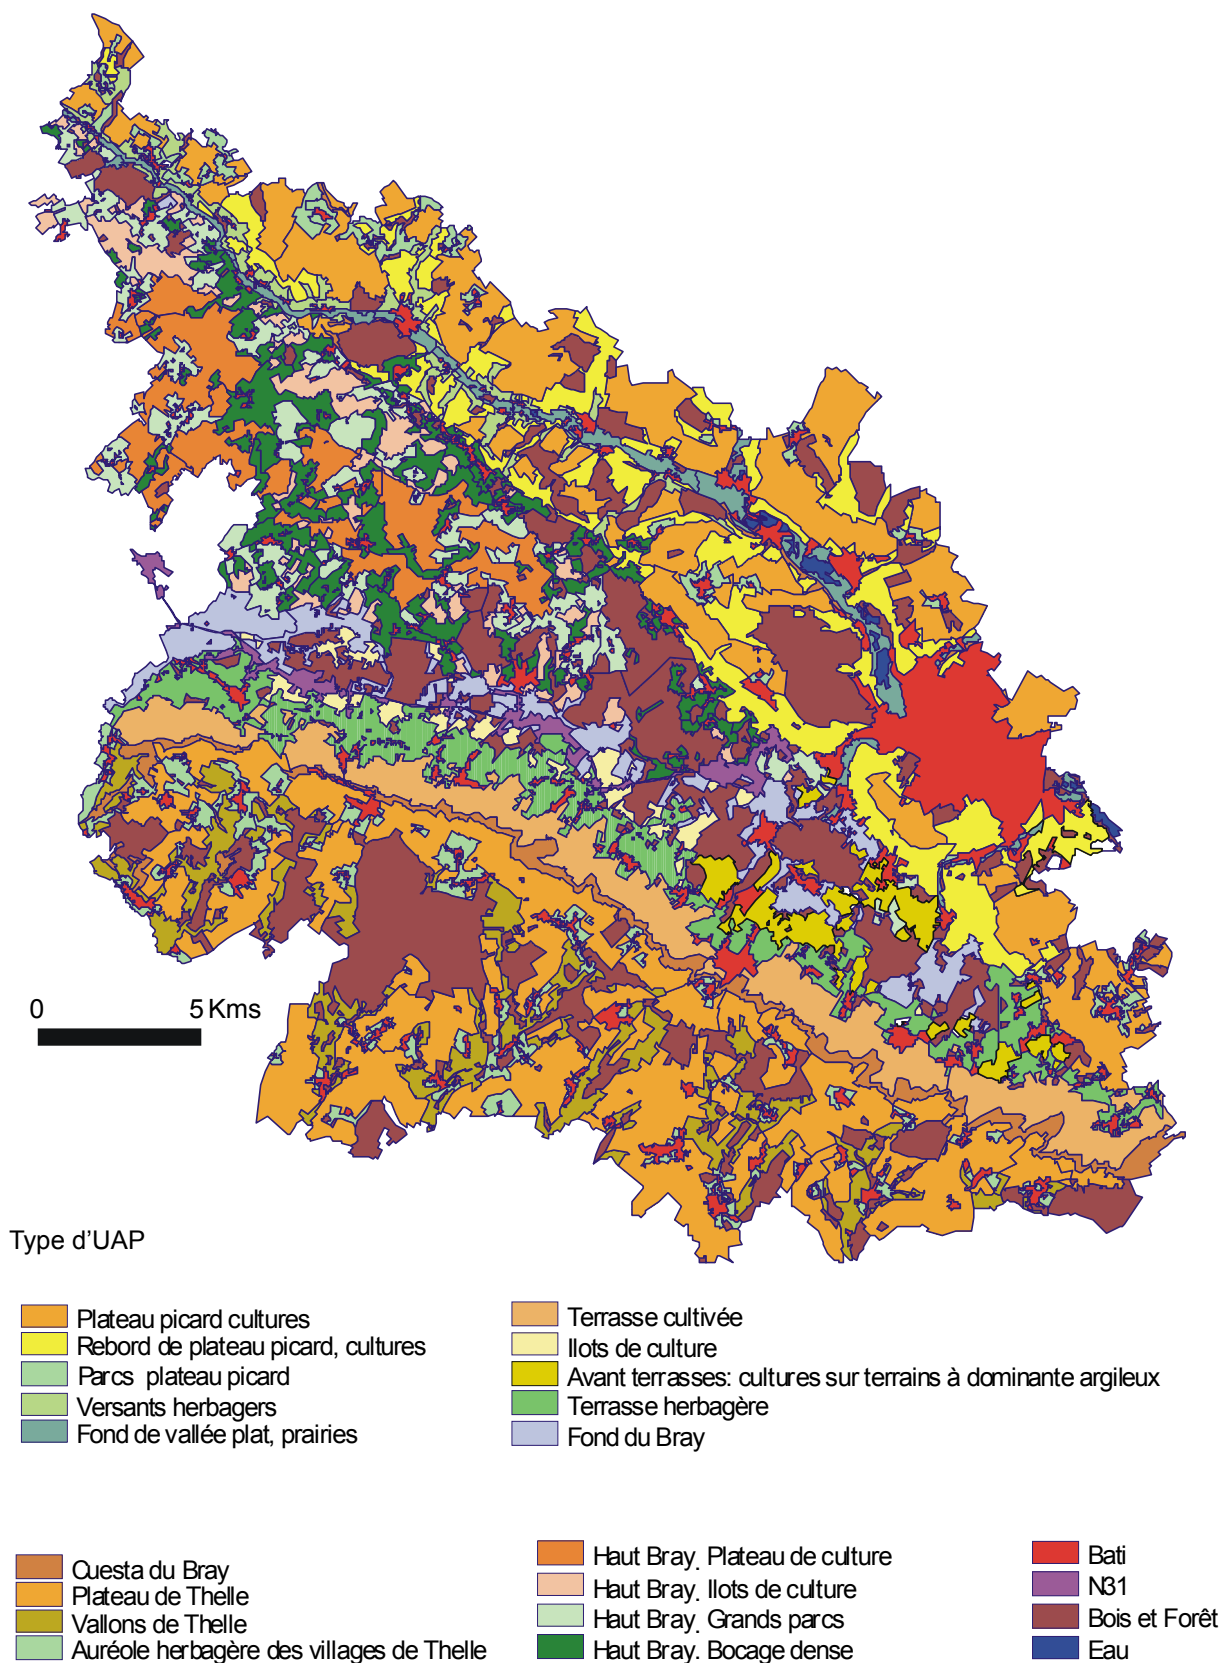 0 5 Kms
Type d'UAP
Plateau picard cultures
Rebord de plateau picard, cultures
Parcs plateau picard
Versants herbagers
Fond de vallée plat, prairies
Terrasse cultivée
Ilots de culture
Avant terrasses: cultures sur terrains à dominante argileux
Terrasse herbagère
Fond du Bray
Cuesta du Bray
Plateau de Thelle
Vallons de Thelle
Auréole herbagère des villages de Thelle
Haut Bray. Plateau de culture
Haut Bray. Ilots de culture
Haut Bray. Grands parcs
Haut Bray. Bocage dense
Bati
N31
Bois et Forêt
Eau